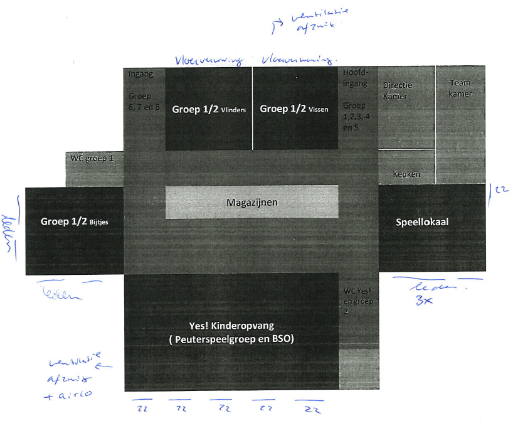 ventilatie
afzuig
vloerverwarming
vloerverwarming.
Ingang
Groep
6, 7 en 8
Groep 1/2 Vlinders
Groep 1/2 Vissen
Hoofd-
ingang
Groep
1,2,3, 4
en 5
Directie
Kamer
Team
kamer
WC groep 1
Keuken
Magazijnen
Groep 1/2 Bijtjes
Speellokaal
leden
22
leden
leden.
3x
WC Yes!
en groep
2
Yes! Kinderopvang
( Peuterspeelgroep en BSO)
ventilatie
afzuig
+ airco
22 22 22 22 22